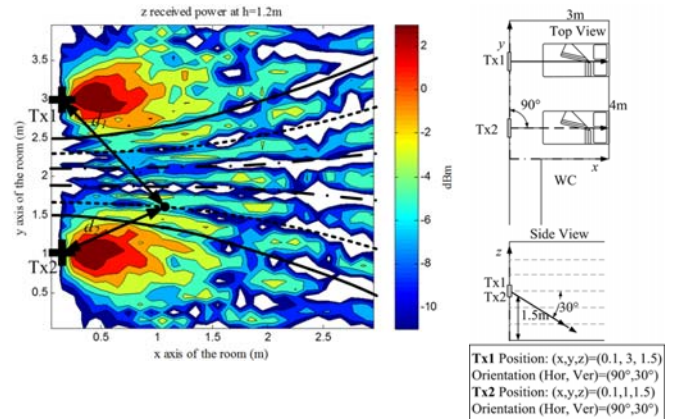 z received power at h=1.2m
3.5
3
2.5
2
1.5
1
0.5
Tx1
Tx2
d1
d2
0.5
1
1.5
2
2.5
x axis of the room (m)
y axis of the room (m)
2
0
-2
-4
-6
-8
-10
dBm
3m
Top View
y
Tx1
90°
4m
Tx2
x
WC
Side View
z
Tx1
Tx2
30°
1.5m
Tx1 Position: (x,y,z)=(0.1, 3, 1.5)
Orientation (Hor, Ver)=(90°,30°)
Tx2 Position: (x,y,z)=(0.1,1,1.5)
Orientation (Hor, Ver)=(90°,30°)